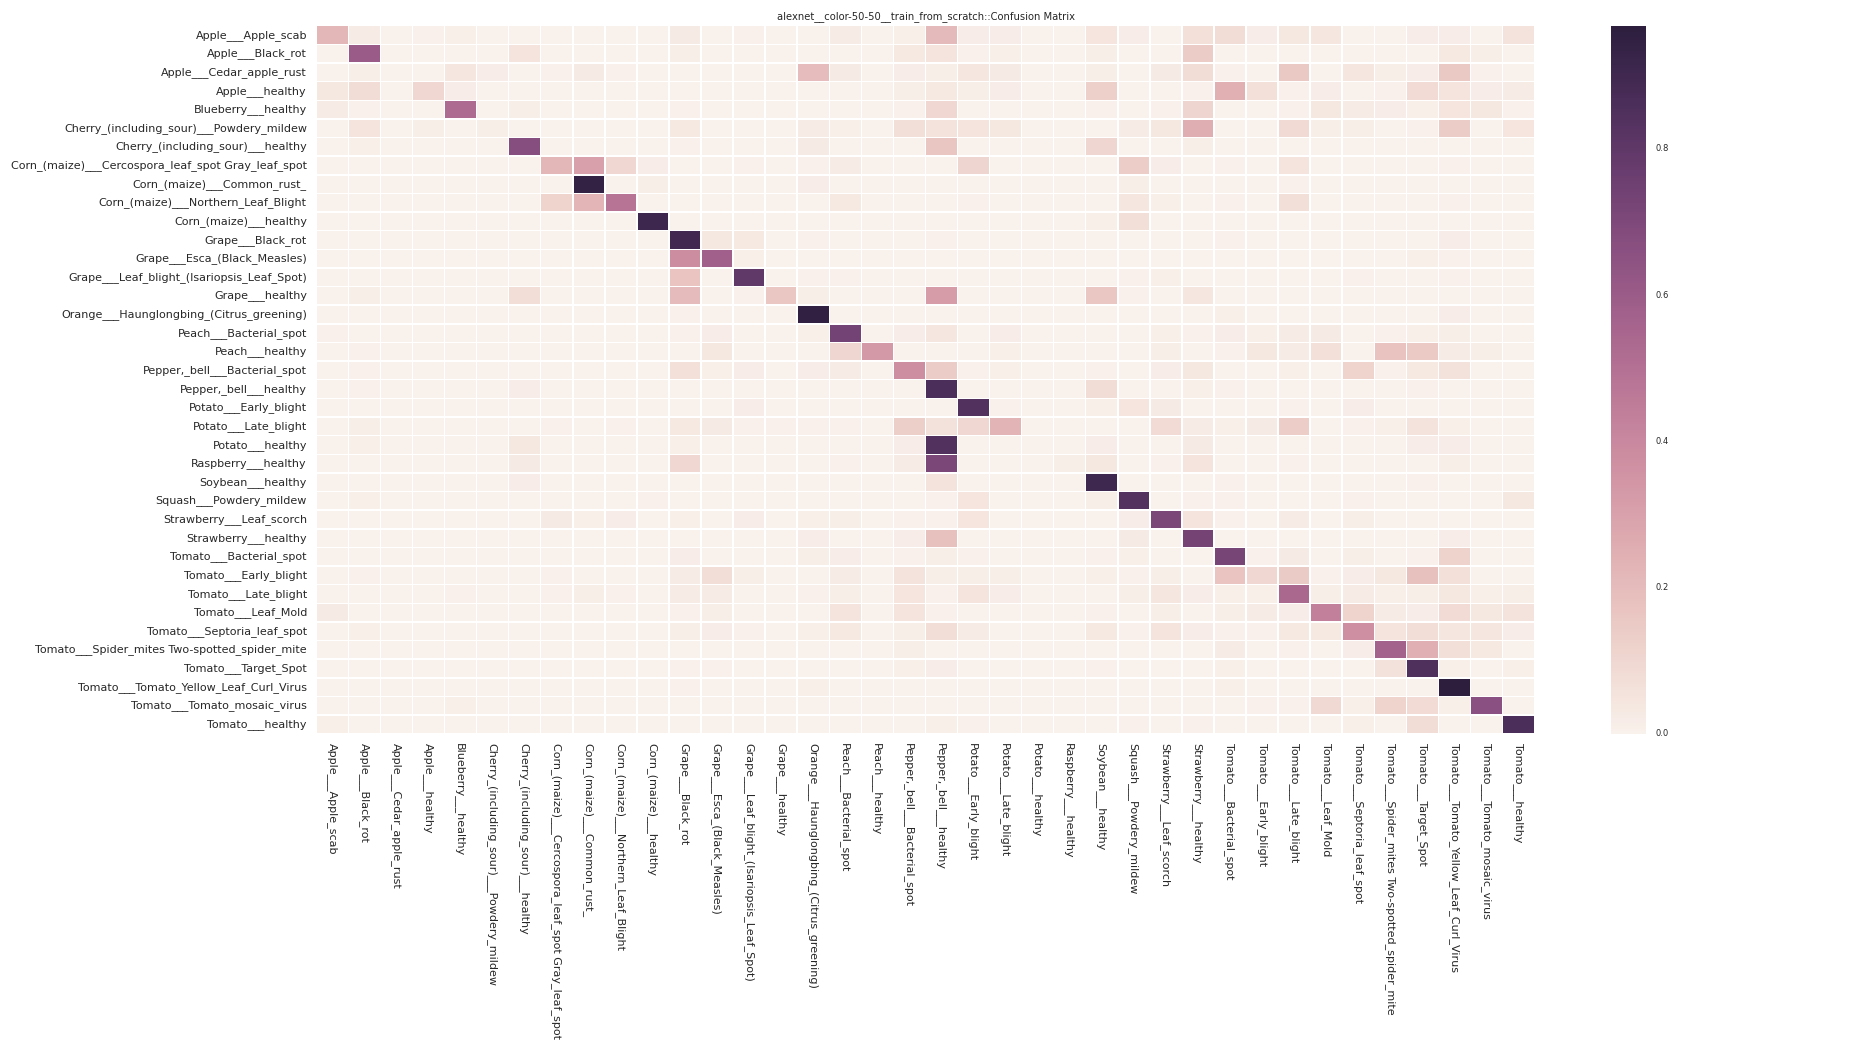 alexnet__color-50-50__train_from_scratch::Confusion Matrix
Apple___Apple_scab
Apple___Black_rot
Apple___Cedar_apple_rust
Apple___healthy
Blueberry___healthy
Cherry_(including_sour)___Powdery_mildew
Cherry_(including_sour)___healthy
Corn_(maize)___Cercospora_leaf_spot Gray_leaf_spot
Corn_(maize)___Common_rust_
Corn_(maize)___Northern_Leaf_Blight
Corn_(maize)___healthy
Grape___Black_rot
Grape___Esca_(Black_Measles)
Grape___Leaf_blight_(Isariopsis_Leaf_Spot)
Grape___healthy
Orange___Haunglongbing_(Citrus_greening)
Peach___Bacterial_spot
Peach___healthy
Pepper,_bell___Bacterial_spot
Pepper,_bell___healthy
Potato___Early_blight
Potato___Late_blight
Potato___healthy
Raspberry___healthy
Soybean___healthy
Squash___Powdery_mildew
Strawberry___Leaf_scorch
Strawberry___healthy
Tomato___Bacterial_spot
Tomato___Early_blight
Tomato___Late_blight
Tomato___Leaf_Mold
Tomato___Septoria_leaf_spot
Tomato___Spider_mites Two-spotted_spider_mite
Tomato___Target_Spot
Tomato___Tomato_Yellow_Leaf_Curl_Virus
Tomato___Tomato_mosaic_virus
Tomato___healthy
Apple___Apple_scab
Apple___Black_rot
Apple___Cedar_apple_rust
Apple___healthy
Blueberry___healthy
Cherry_(including_sour)___Powdery_mildew
Cherry_(including_sour)___healthy
Corn_(maize)___Cercospora_leaf_spot Gray_leaf_spot
Corn_(maize)___Common_rust_
Corn_(maize)___Northern_Leaf_Blight
Corn_(maize)___healthy
Grape___Black_rot
Grape___Esca_(Black_Measles)
Grape___Leaf_blight_(Isariopsis_Leaf_Spot)
Grape___healthy
Orange___Haunglongbing_(Citrus_greening)
Peach___Bacterial_spot
Peach___healthy
Pepper,_bell___Bacterial_spot
Pepper,_bell___healthy
Potato___Early_blight
Potato___Late_blight
Potato___healthy
Raspberry___healthy
Soybean___healthy
Squash___Powdery_mildew
Strawberry___Leaf_scorch
Strawberry___healthy
Tomato___Bacterial_spot
Tomato___Early_blight
Tomato___Late_blight
Tomato___Leaf_Mold
Tomato___Septoria_leaf_spot
Tomato___Spider_mites Two-spotted_spider_mite
Tomato___Target_Spot
Tomato___Tomato_Yellow_Leaf_Curl_Virus
Tomato___Tomato_mosaic_virus
Tomato___healthy
0.8
0.6
0.4
0.2
0.0